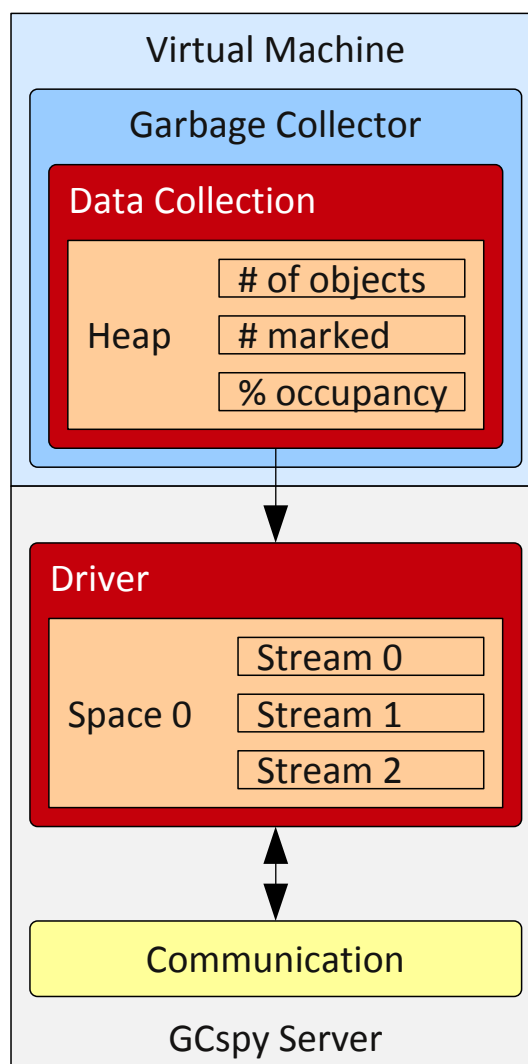 Virtual Machine
Garbage Collector
Data Collection
# of objects
Heap
# marked
% occupancy
Driver
Stream 0
Space 0
Stream 1
Stream 2
Communication
GCspy Server